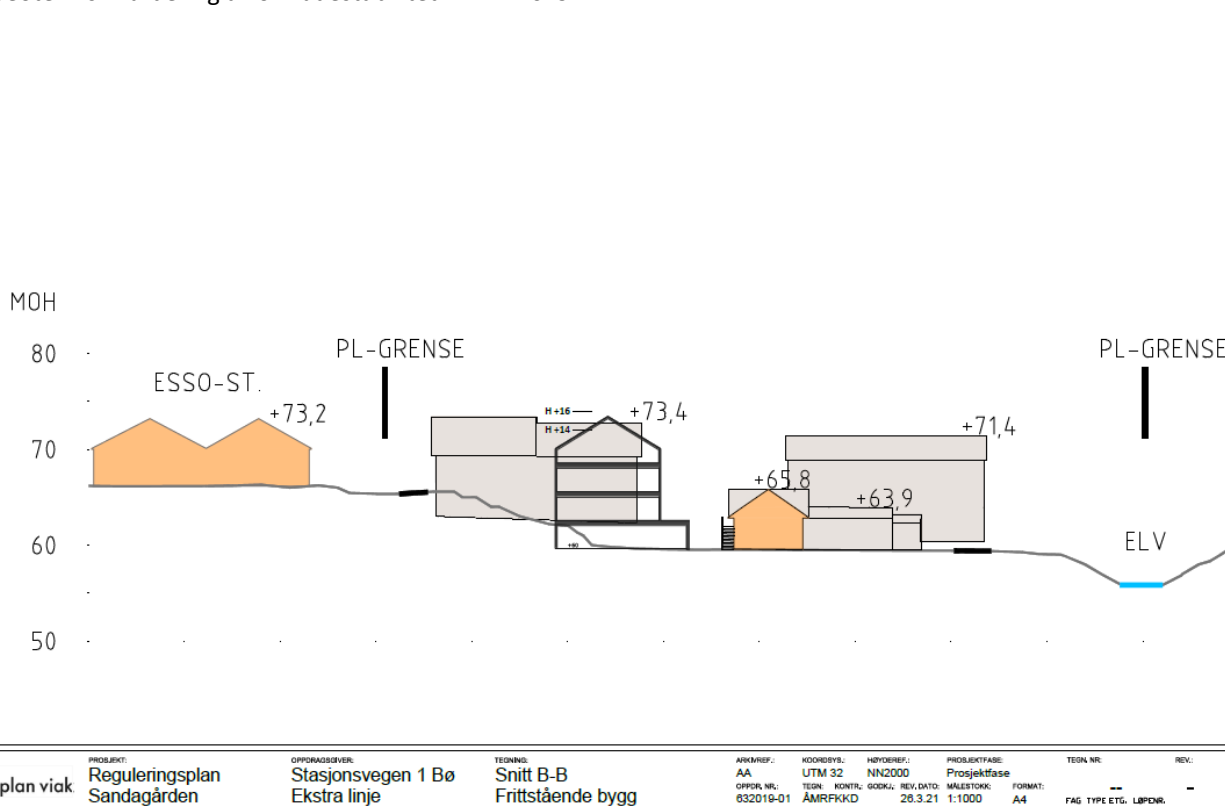 MOH
80
PL-GRENSE
PL-GRENSE
ESSO-ST.
+73,2
H +16
+73,4
H +14
+71,4
70
+65,8
+63,9
60
+60
ELV
50
plan viak
PROSJEKT:
Reguleringsplan
Sandagården
OPPDRAGSGIVER:
Stasjonsvegen 1 Bø
Ekstra linje
TEGNING:
Snitt B-B
Frittstående bygg
ARKIVREF.: KOORDSYS.: HØYDEREF.: PROSJEKTFASE:
AA UTM 32 NN2000 Prosjektfase
OPPDR. NR.: TEGN: KONTR.: GODKJ.: REV.DATO: MÅLESTOKK: FORMAT:
632019-01 ÅMRFKKD 26.3.21 1:1000 A4
TEGN. NR: REV.:
-- –
FAG TYPE ETG. LØPENR.